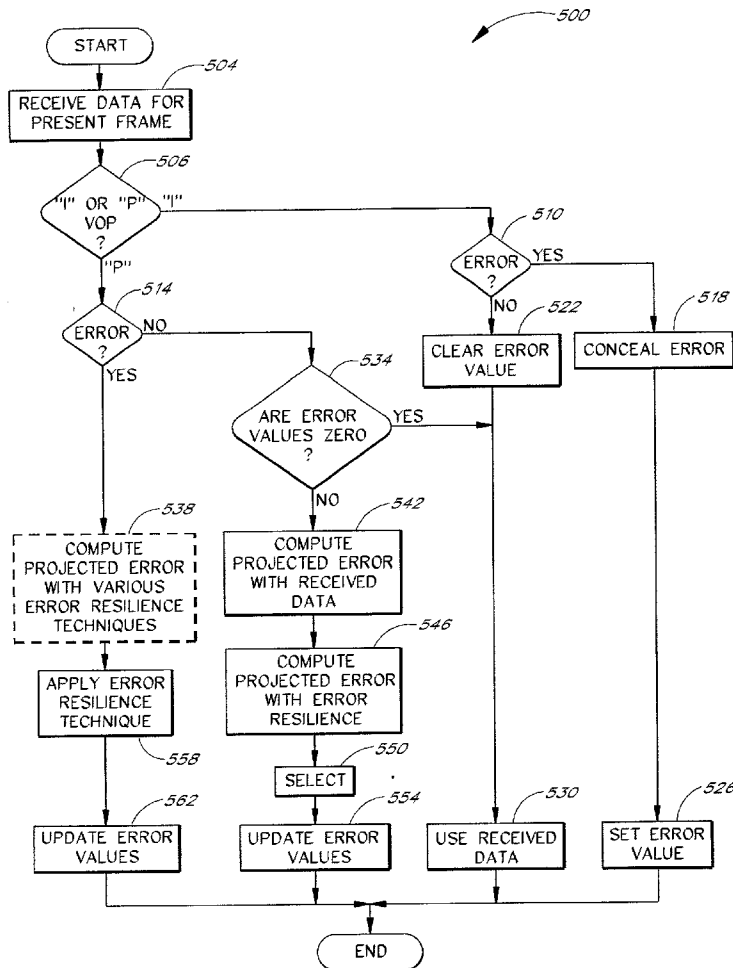 500
START
504
RECEIVE DATA FOR
PRESENT FRAME
506
"I" OR "P"
VOP
?
"I"
"P"
510
ERROR
?
YES
NO
514
ERROR
?
NO
YES
522
CLEAR ERROR
VALUE
518
CONCEAL ERROR
534
ARE ERROR
VALUES ZERO
?
YES
NO
538
COMPUTE
PROJECTED ERROR
WITH VARIOUS
ERROR RESILIENCE
TECHNIQUES
542
COMPUTE
PROJECTED ERROR
WITH RECEIVED
DATA
546
COMPUTE
PROJECTED ERROR
WITH ERROR
RESILIENCE
APPLY ERROR
RESILIENCE
TECHNIQUE
558
550
SELECT
562
UPDATE ERROR
VALUES
554
UPDATE ERROR
VALUES
530
USE RECEIVED
DATA
526
SET ERROR
VALUE
END